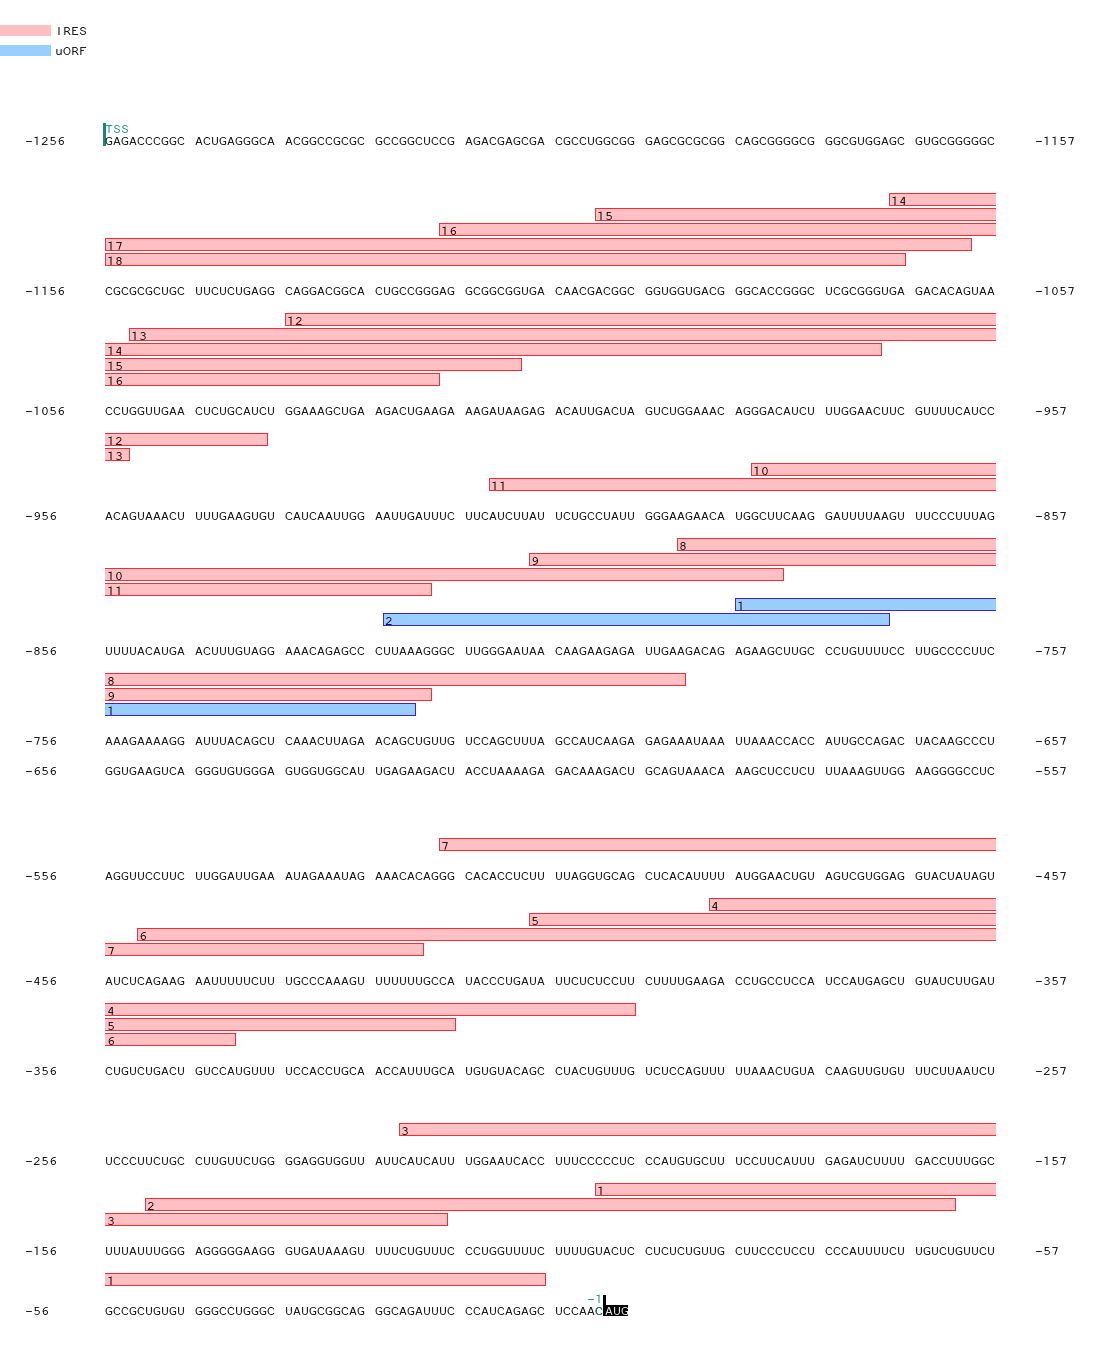 IRES
uORF
TSS
-1256 GAGACCCGGC ACUGAGGGCA ACGGCCGCGC GCCGGCUCCG AGACGAGCGA CGCCUGGCGG GAGCGCGCGG CAGCGGGGCG GGCGUGGAGC GUGCGGGGGC -1157
14
15
16
17
18
-1156 CGCGCGCUGC UUCUCUGAGG CAGGACGGCA CUGCCGGGAG GCGGCGGUGA CAACGACGGC GGUGGUGACG GGCACCGGGC UCGCGGGUGA GACACAGUAA -1057
12
13
14
15
16
-1056 CCUGGUUGAA CUCUGCAUCU GGAAAGCUGA AGACUGAAGA AAGAUAAGAG ACAUUGACUA GUCUGGAAAC AGGGACAUCU UUGGAACUUC GUUUUCAUCC -957
12
13
10
11
-956 ACAGUAAACU UUUGAAGUGU CAUCAAUUGG AAUUGAUUUC UUCAUCUUAU UCUGCCUAUU GGGAAGAACA UGGCUUCAAG GAUUUUAAGU UUCCCUUUAG -857
8
9
10
11
1
2
-856 UUUUACAUGA ACUUUGUAGG AAACAGAGCC CUUAAAGGGC UUGGGAAUAA CAAGAAGAGA UUGAAGACAG AGAAGCUUGC CCUGUUUUCC UUGCCCCUUC -757
8
9
1
-756 AAAGAAAAGG AUUUACAGCU CAAACUUAGA ACAGCUGUUG UCCAGCUUUA GCCAUCAAGA GAGAAAUAAA UUAAACCACC AUUGCCAGAC UACAAGCCCU -657
-656 GGUGAAGUCA GGGUGUGGGA GUGGUGGCAU UGAGAAGACU ACCUAAAAGA GACAAAGACU GCAGUAAACA AAGCUCCUCU UUAAAGUUGG AAGGGGCCUC -557
7
-556 AGGUUCCUUC UUGGAUUGAA AUAGAAAUAG AAACACAGGG CACACCUCUU UUAGGUGCAG CUCACAUUUU AUGGAACUGU AGUCGUGGAG GUACUAUAGU -457
4
5
6
7
-456 AUCUCAGAAG AAUUUUUCUU UGCCCAAAGU UUUUUUGCCA UACCCUGAUA UUCUCUCCUU CUUUUGAAGA CCUGCCUCCA UCCAUGAGCU GUAUCUUGAU -357
4
5
6
-356 CUGUCUGACU GUCCAUGUUU UCCACCUGCA ACCAUUUGCA UGUGUACAGC CUACUGUUUG UCUCCAGUUU UUAAACUGUA CAAGUUGUGU UUCUUAAUCU -257
3
-256 UCCCUUCUGC CUUGUUCUGG GGAGGUGGUU AUUCAUCAUU UGGAAUCACC UUUCCCCCUC CCAUGUGCUU UCCUUCAUUU GAGAUCUUUU GACCUUUGGC -157
1
2
3
-156 UUUAUUUGGG AGGGGGAAGG GUGAUAAAGU UUUCUGUUUC CCUGGUUUUC UUUUGUACUC CUCUCUGUUG CUUCCCUCCU CCCAUUUUCU UGUCUGUUCU -57
1
-1
-56 GCCGCUGUGU GGGCCUGGGC UAUGCGGCAG GGCAGAUUUC CCAUCAGAGC UCCAACAUG